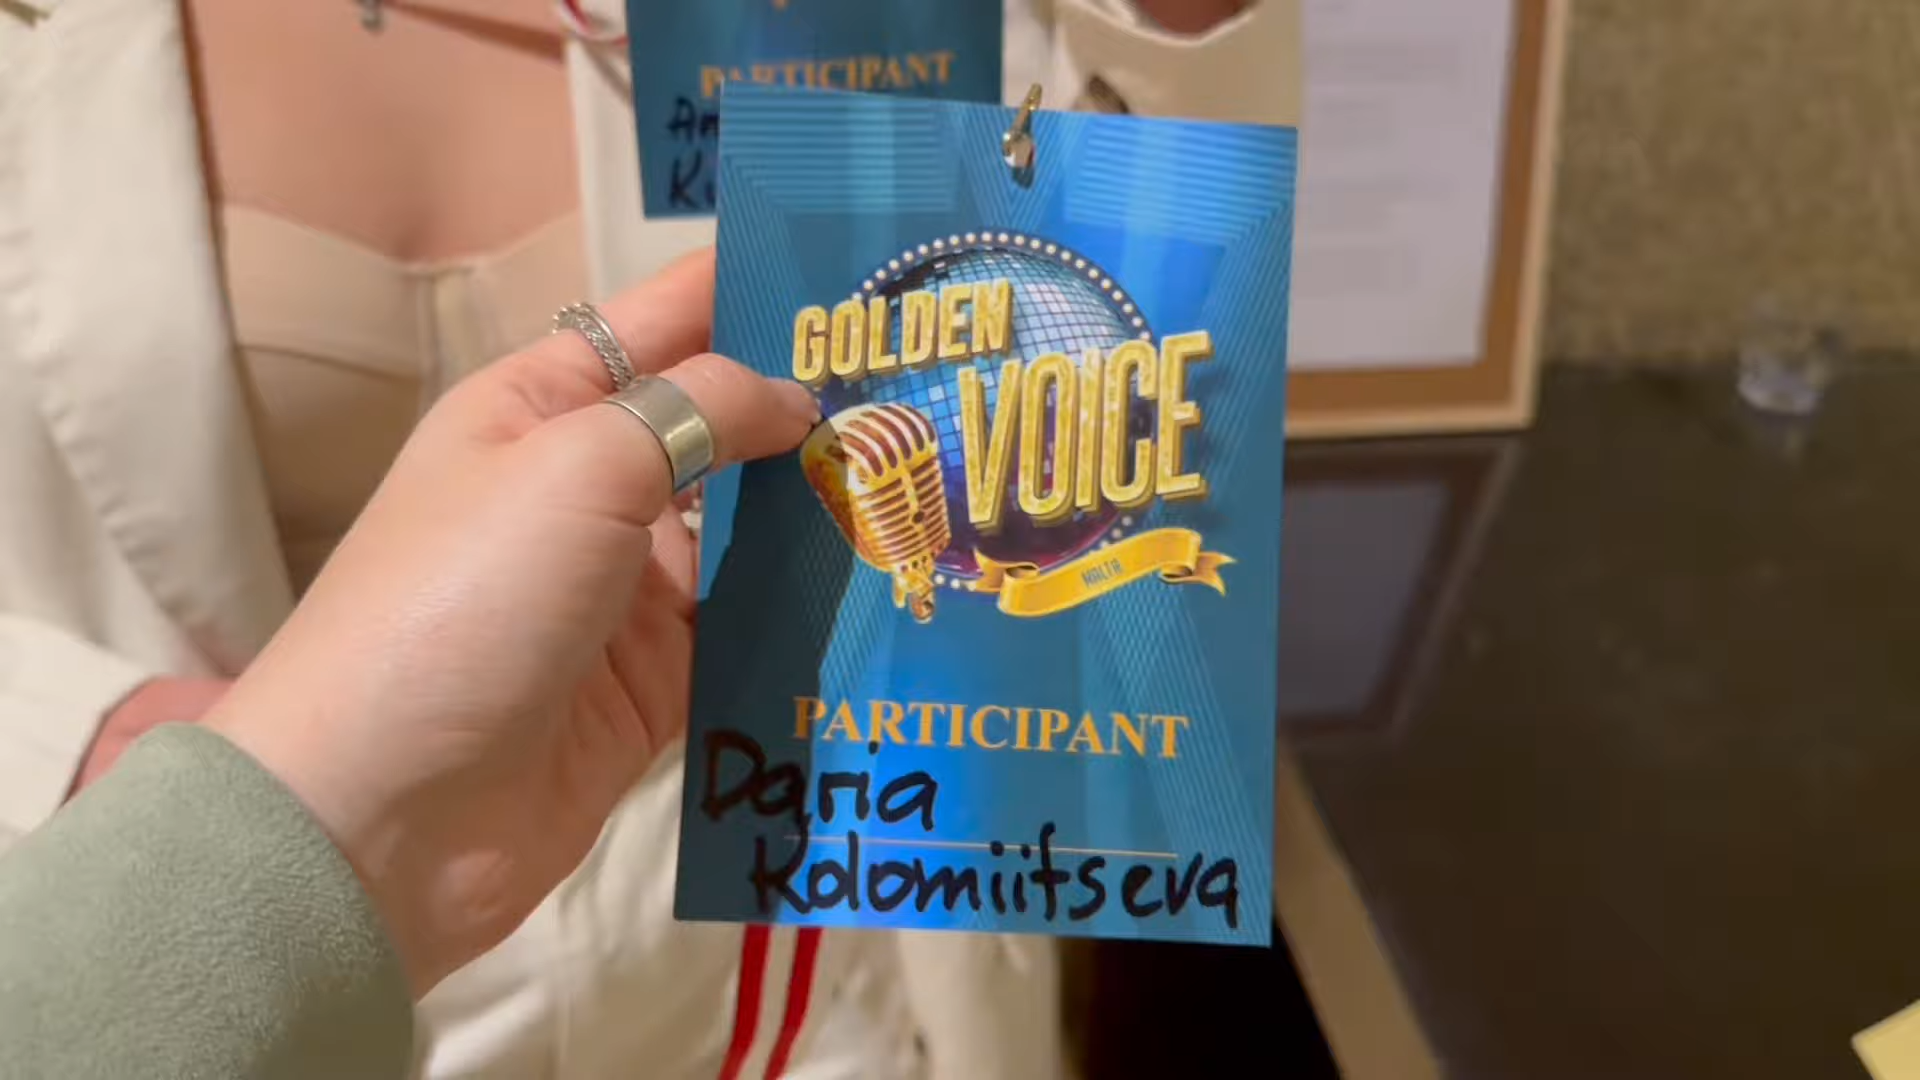 PARTICIPANT
GOLDEN
VOICE
MALTA
PARTICIPANT
Daria
Kolomiitseva